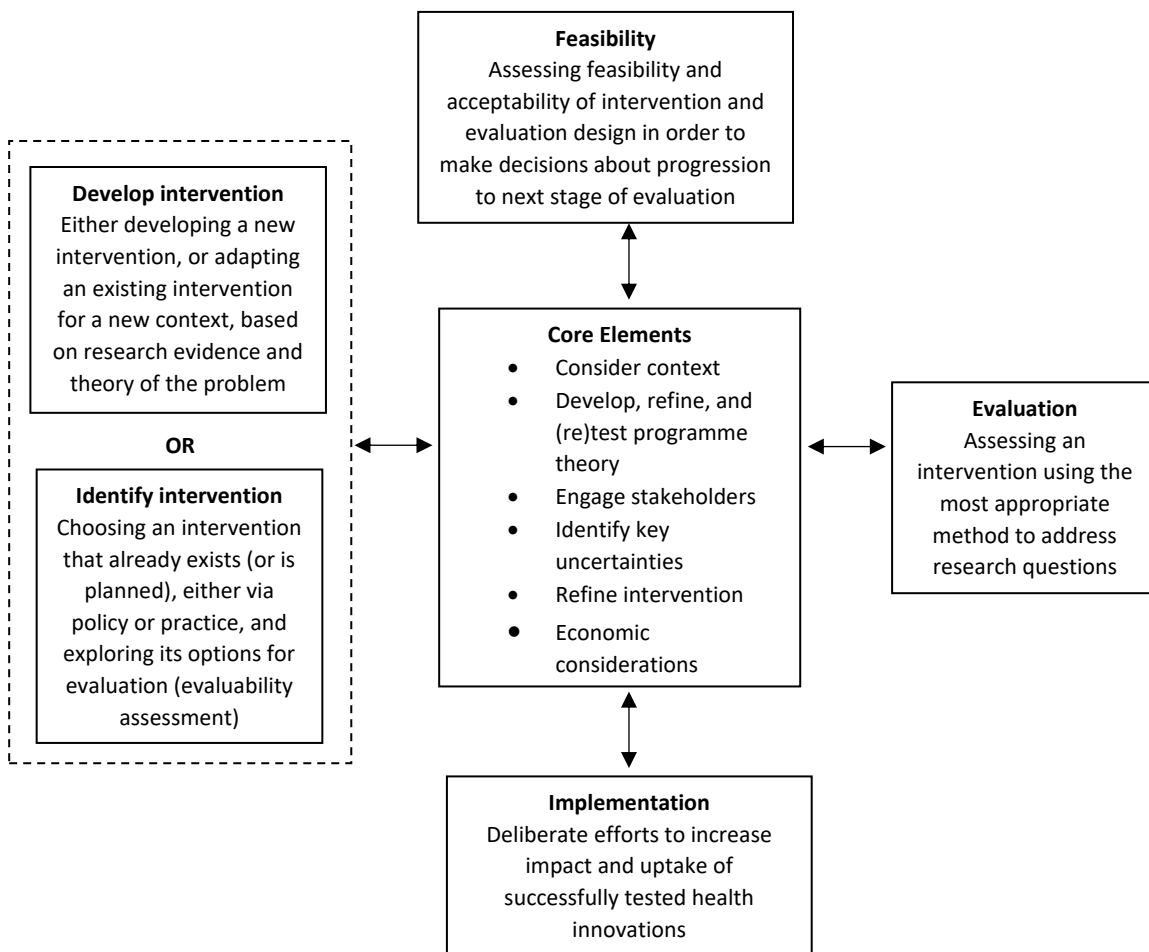 Feasibility
Assessing feasibility and
acceptability of intervention and
evaluation design in order to
make decisions about progression
to next stage of evaluation
Develop intervention
Either developing a new
intervention, or adapting
an existing intervention
for a new context, based
on research evidence and
theory of the problem
OR
Identify intervention
Choosing an intervention
that already exists (or is
planned), either via
policy or practice, and
exploring its options for
evaluation (evaluability
assessment)
Core Elements
• Consider context
• Develop, refine, and
(re)test programme
theory
• Engage stakeholders
• Identify key
uncertainties
• Refine intervention
• Economic
considerations
Evaluation
Assessing an
intervention using the
most appropriate
method to address
research questions
Implementation
Deliberate efforts to increase
impact and uptake of
successfully tested health
innovations